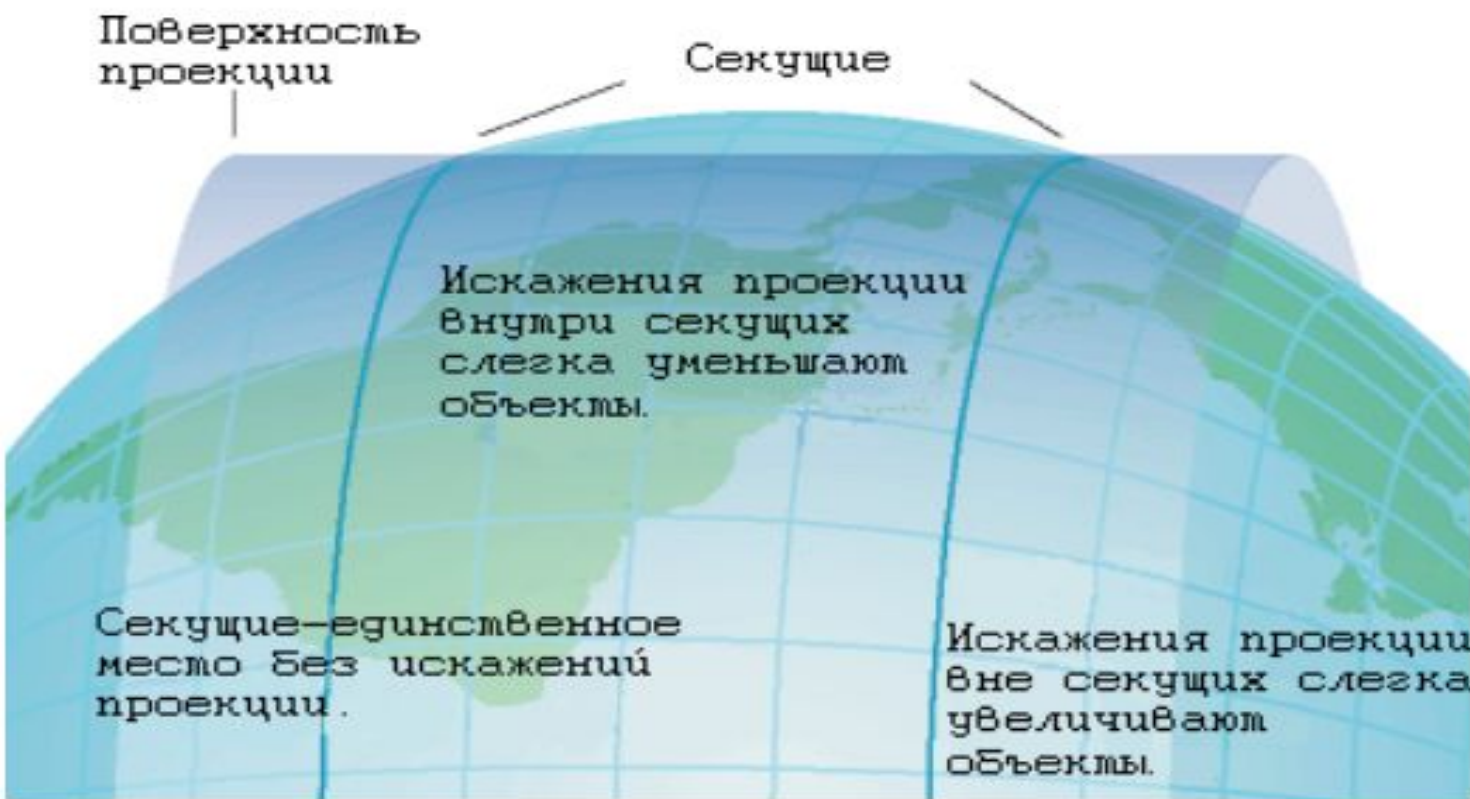 Поверхность
проекции
Секущие
Искажения проекции
внутри секущих
слегка уменьшают
объекты.
Секущие-единственное
место без искажений
проекции.
Искажения проекции
вне секущих слегка
увеличивают
объекты.